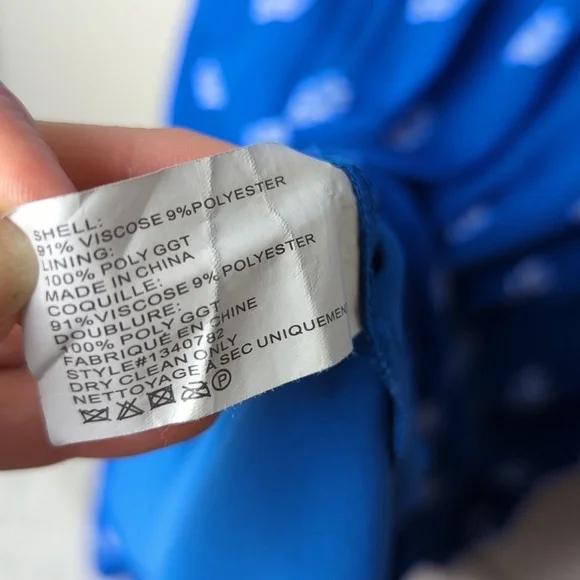 SHELL:
91% VISCOSE 9%POLYESTER
LINING:
100% POLY GGT
MADE IN CHINA
COQUILLE:
91%VISCOSE 9% POLYESTER
DOUBLURE:
100% POLY GGT
FABRIQUE EN CHINE
STYLE#1340782
DRY CLEAN ONLY
NETTOYAGE A SEC UNIQUEMEN
P